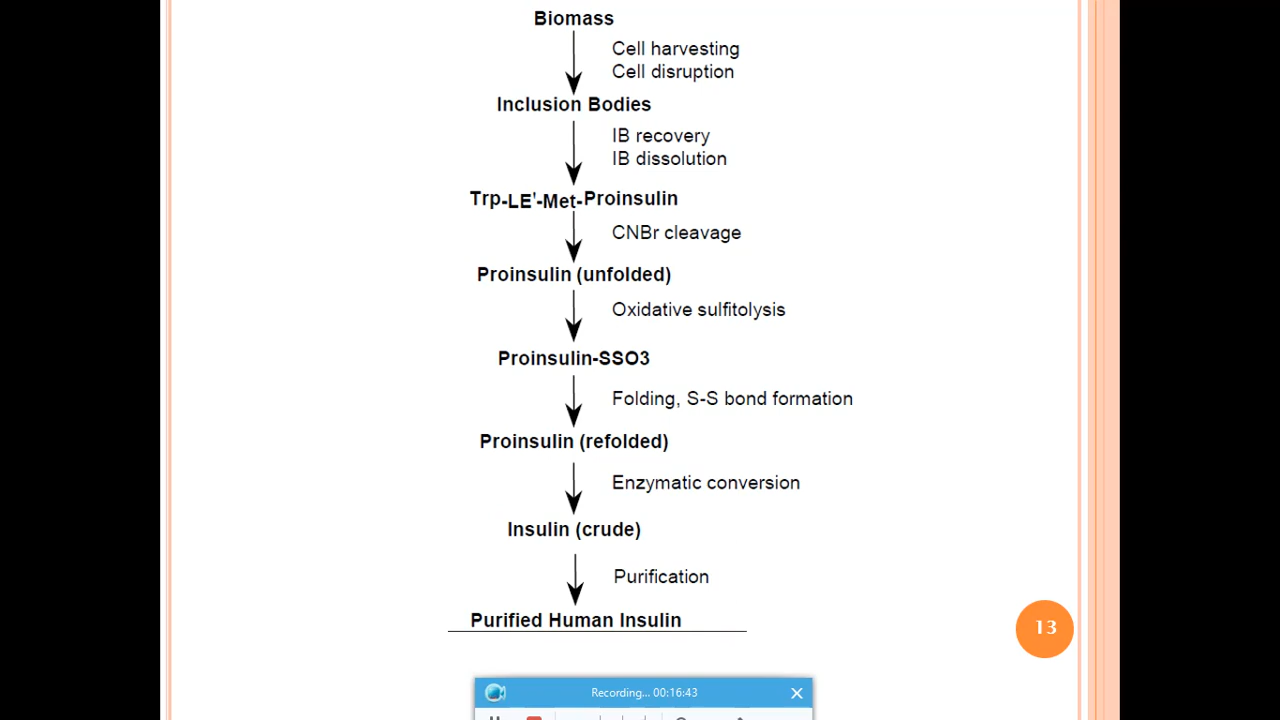 Biomass
Cell harvesting
Cell disruption
Inclusion Bodies
IB recovery
IB dissolution
Trp-LE'-Met-Proinsulin
CNBr cleavage
Proinsulin (unfolded)
Oxidative sulfitolysis
Proinsulin-SSO3
Folding, S-S bond formation
Proinsulin (refolded)
Enzymatic conversion
Insulin (crude)
Purification
Purified Human Insulin
13
Recording... 00:16:43